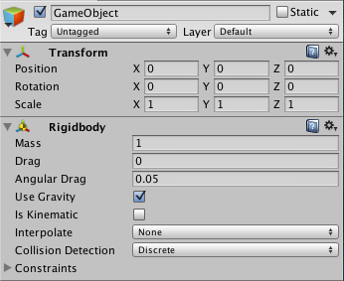 GameObject Static
Tag Untagged Layer Default
Transform
Position X 0 Y 0 Z 0
Rotation X 0 Y 0 Z 0
Scale X 1 Y 1 Z 1
Rigidbody
Mass 1
Drag 0
Angular Drag 0.05
Use Gravity
Is Kinematic
Interpolate None
Collision Detection Discrete
Constraints